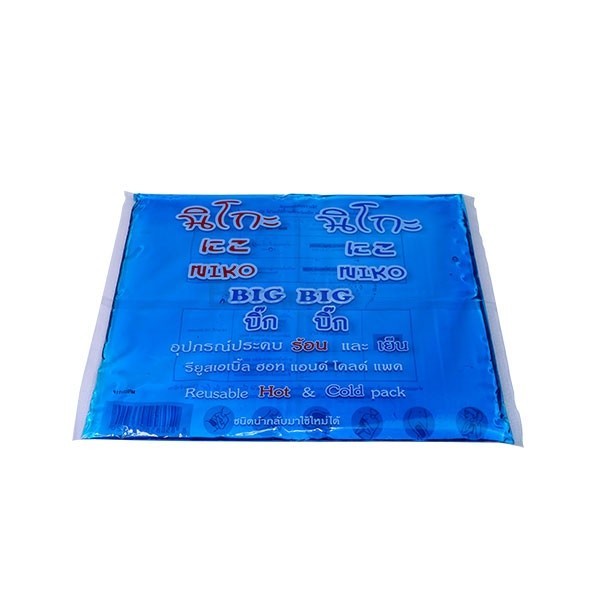 นิโกะ นิโกะ
にこ にこ
NIKO NIKO
BIG BIG
บิ๊ก บิ๊ก
อุปกรณ์ประคบ ร้อน และ เย็น
รียูสเอเบิ้ล ฮอท แอนด์ โคลด์ แพค
Reusable Hot & Cold pack
ชนิดนำกลับมาใช้ใหม่ได้